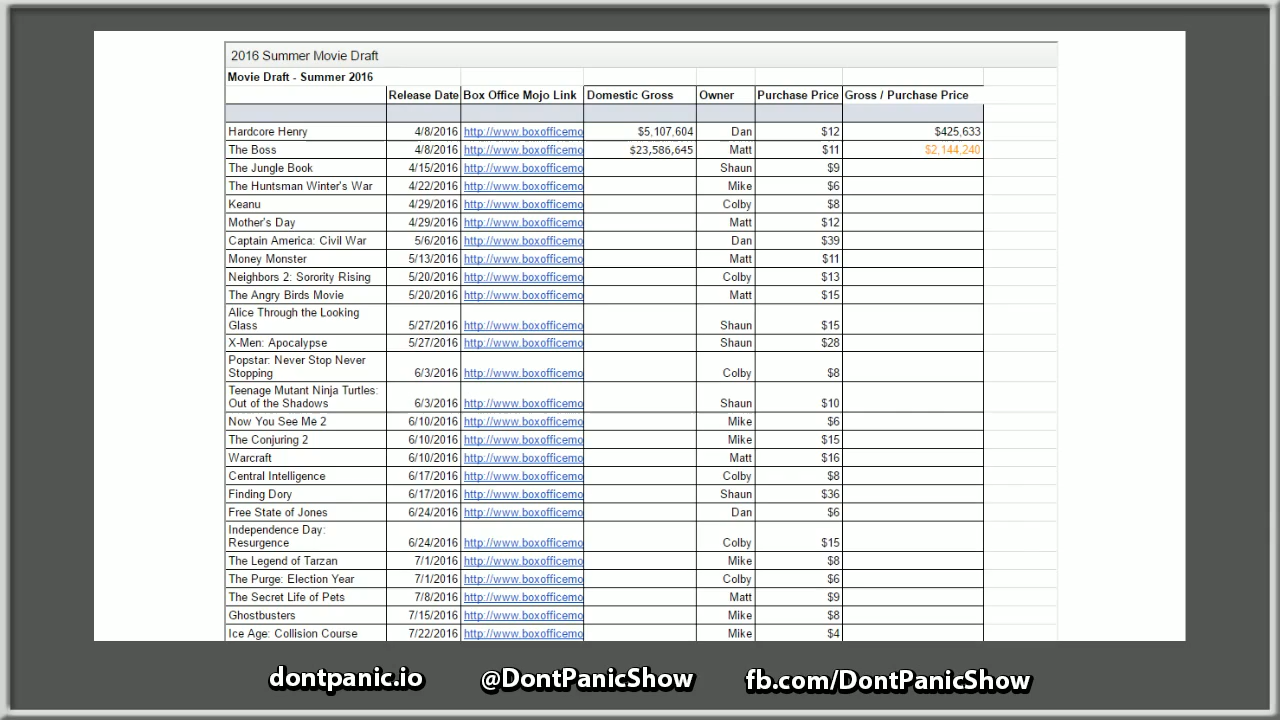 2016 Summer Movie Draft
Movie Draft - Summer 2016
Release Date Box Office Mojo Link Domestic Gross Owner Purchase Price Gross / Purchase Price
Hardcore Henry 4/8/2016 http://www.boxofficemo $5,107,604 Dan $12 $425,633
The Boss 4/8/2016 http://www.boxofficemo $23,586,645 Matt $11 $2,144,240
The Jungle Book 4/15/2016 http://www.boxofficemo Shaun $9
The Huntsman Winter's War 4/22/2016 http://www.boxofficemo Mike $6
Keanu 4/29/2016 http://www.boxofficemo Colby $8
Mother's Day 4/29/2016 http://www.boxofficemo Matt $12
Captain America: Civil War 5/6/2016 http://www.boxofficemo Dan $39
Money Monster 5/13/2016 http://www.boxofficemo Matt $11
Neighbors 2: Sorority Rising 5/20/2016 http://www.boxofficemo Colby $13
The Angry Birds Movie 5/20/2016 http://www.boxofficemo Matt $15
Alice Through the Looking
Glass 5/27/2016 http://www.boxofficemo Shaun $15
X-Men: Apocalypse 5/27/2016 http://www.boxofficemo Shaun $28
Popstar: Never Stop Never
Stopping 6/3/2016 http://www.boxofficemo Colby $8
Teenage Mutant Ninja Turtles:
Out of the Shadows 6/3/2016 http://www.boxofficemo Shaun $10
Now You See Me 2 6/10/2016 http://www.boxofficemo Mike $6
The Conjuring 2 6/10/2016 http://www.boxofficemo Mike $15
Warcraft 6/10/2016 http://www.boxofficemo Matt $16
Central Intelligence 6/17/2016 http://www.boxofficemo Colby $8
Finding Dory 6/17/2016 http://www.boxofficemo Shaun $36
Free State of Jones 6/24/2016 http://www.boxofficemo Dan $6
Independence Day:
Resurgence 6/24/2016 http://www.boxofficemo Colby $15
The Legend of Tarzan 7/1/2016 http://www.boxofficemo Mike $8
The Purge: Election Year 7/1/2016 http://www.boxofficemo Colby $6
The Secret Life of Pets 7/8/2016 http://www.boxofficemo Matt $9
Ghostbusters 7/15/2016 http://www.boxofficemo Mike $8
Ice Age: Collision Course 7/22/2016 http://www.boxofficemo Mike $4
dontpanic.io @DontPanicShow fb.com/DontPanicShow